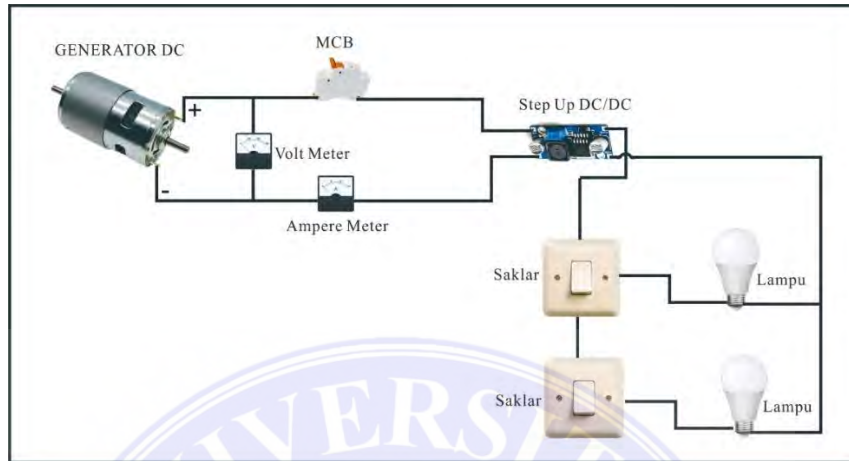 GENERATOR DC
MCB
Step Up DC/DC
+
Volt Meter
-
Ampere Meter
Saklar
Lampu
Saklar
Lampu